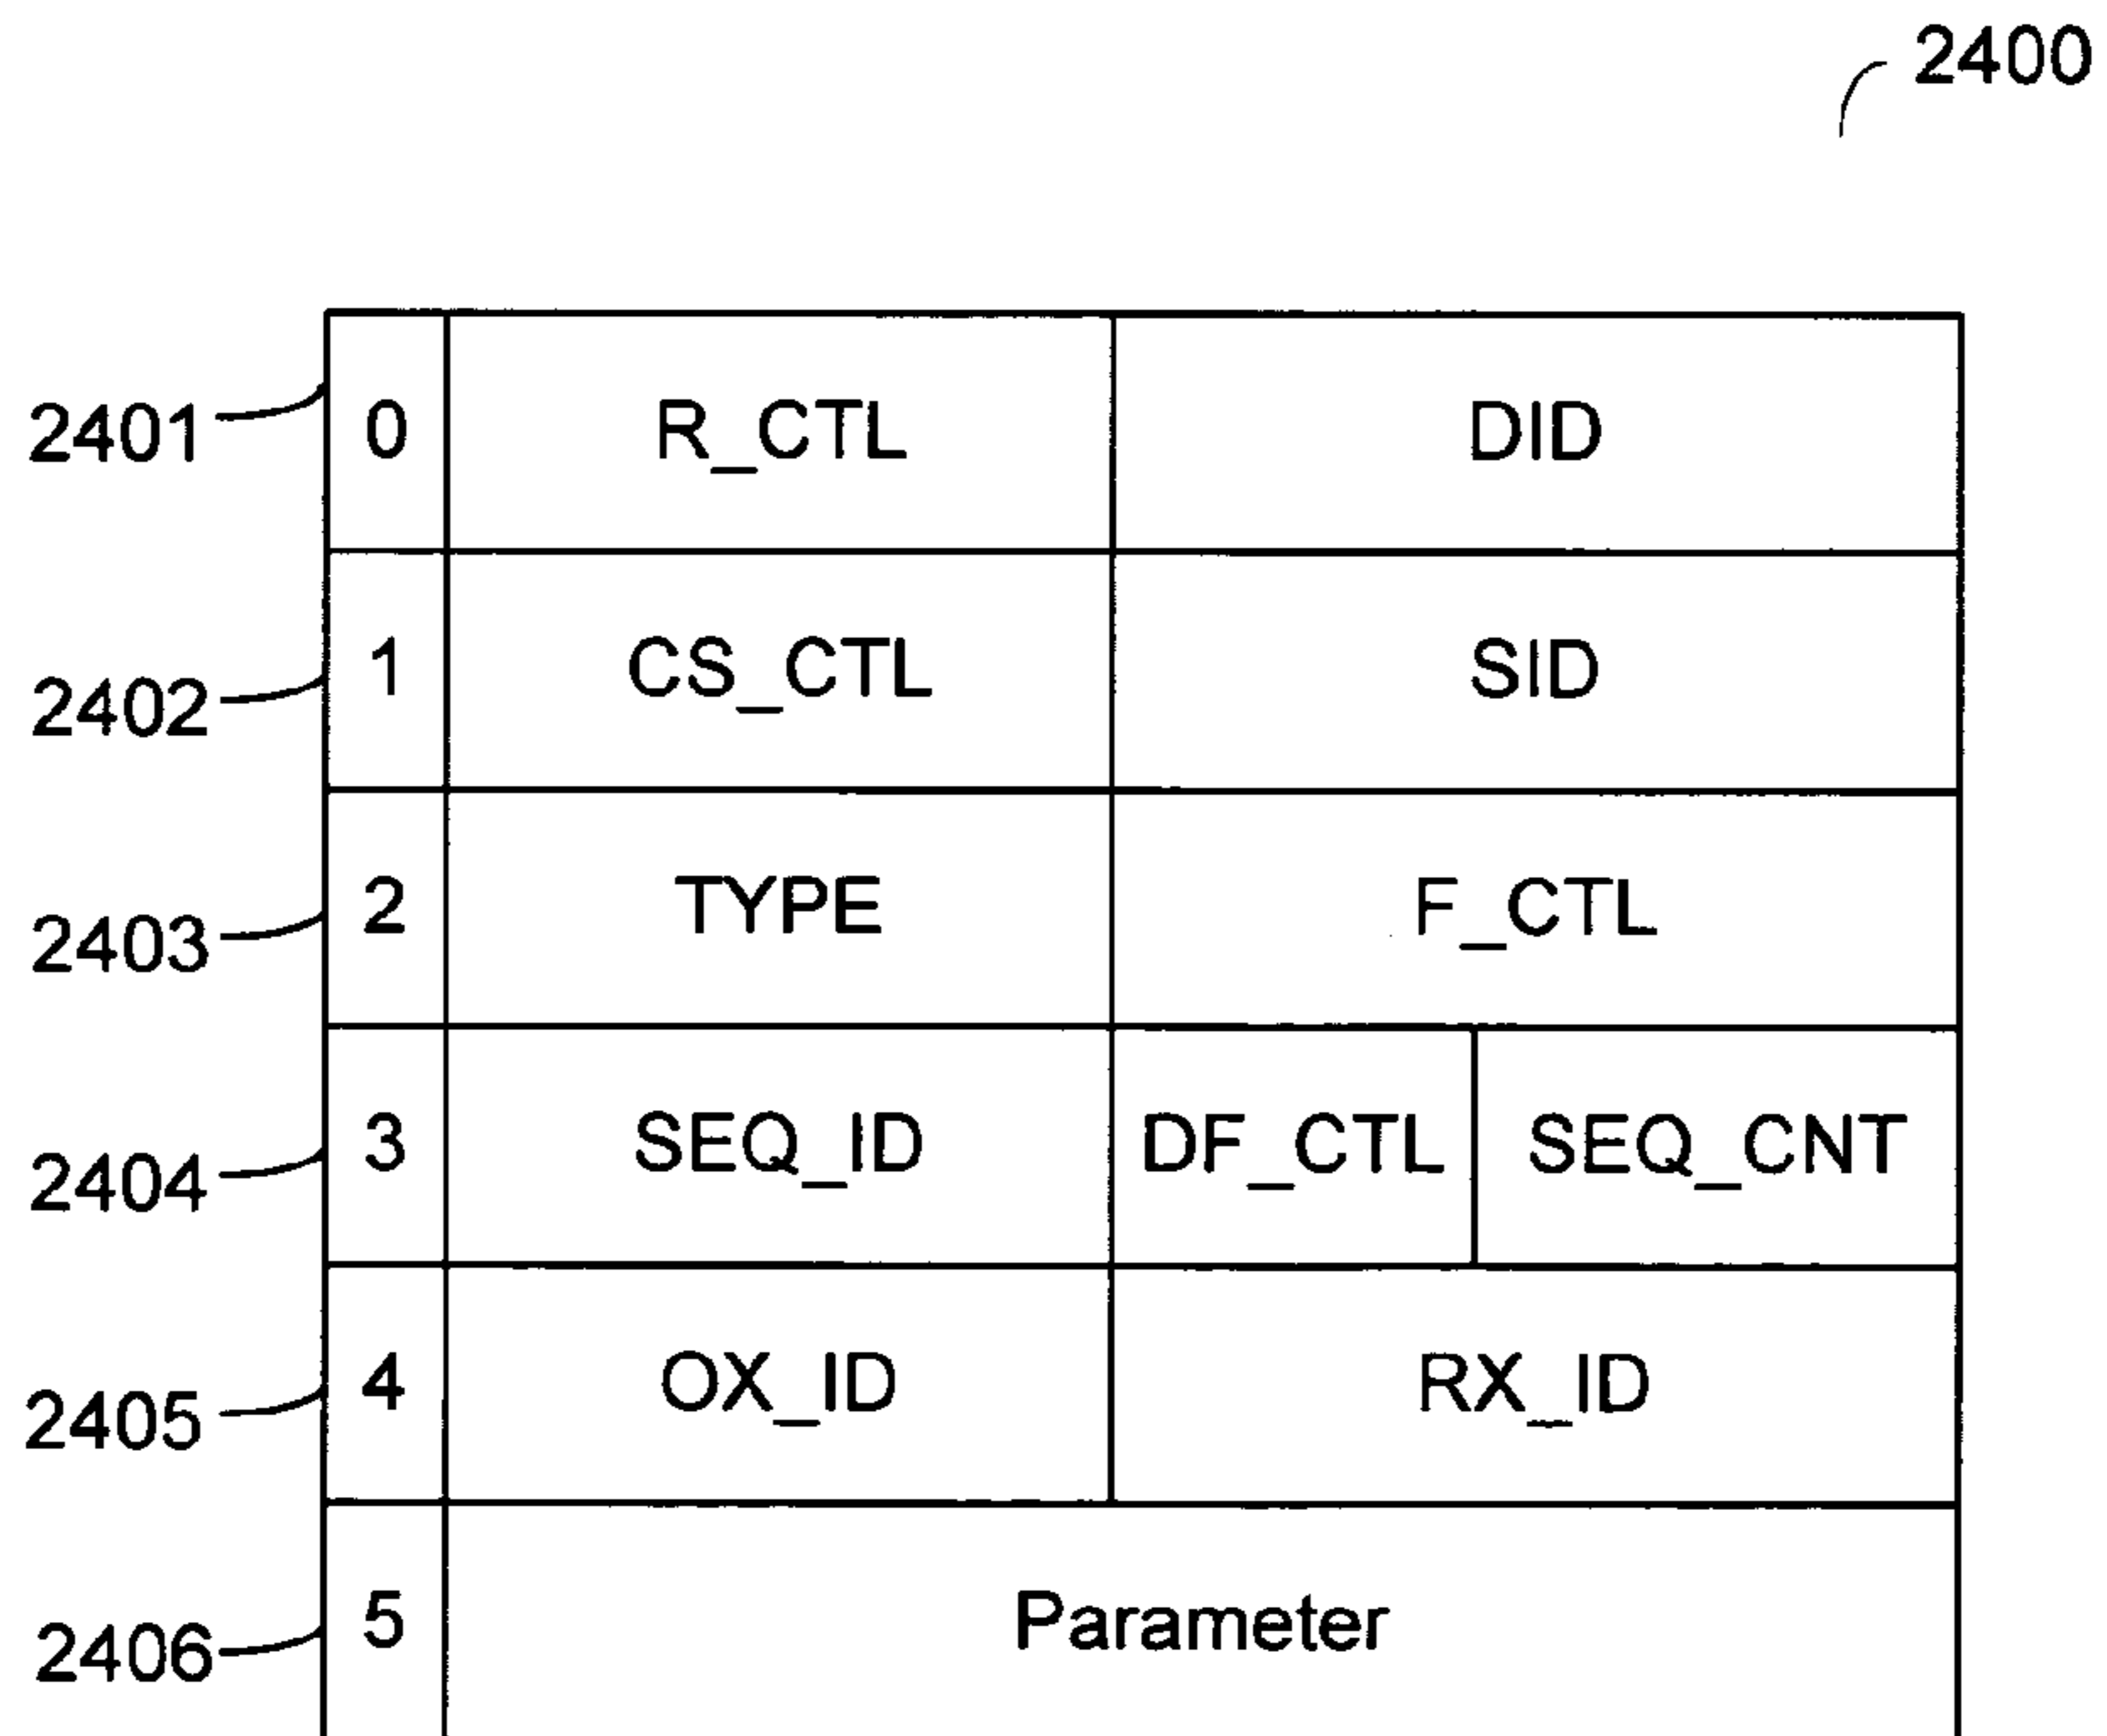 2400
2401 0 R_CTL DID
2402 1 CS_CTL SID
2403 2 TYPE F_CTL
2404 3 SEQ_ID DF_CTL SEQ_CNT
2405 4 OX_ID RX_ID
2406 5 Parameter